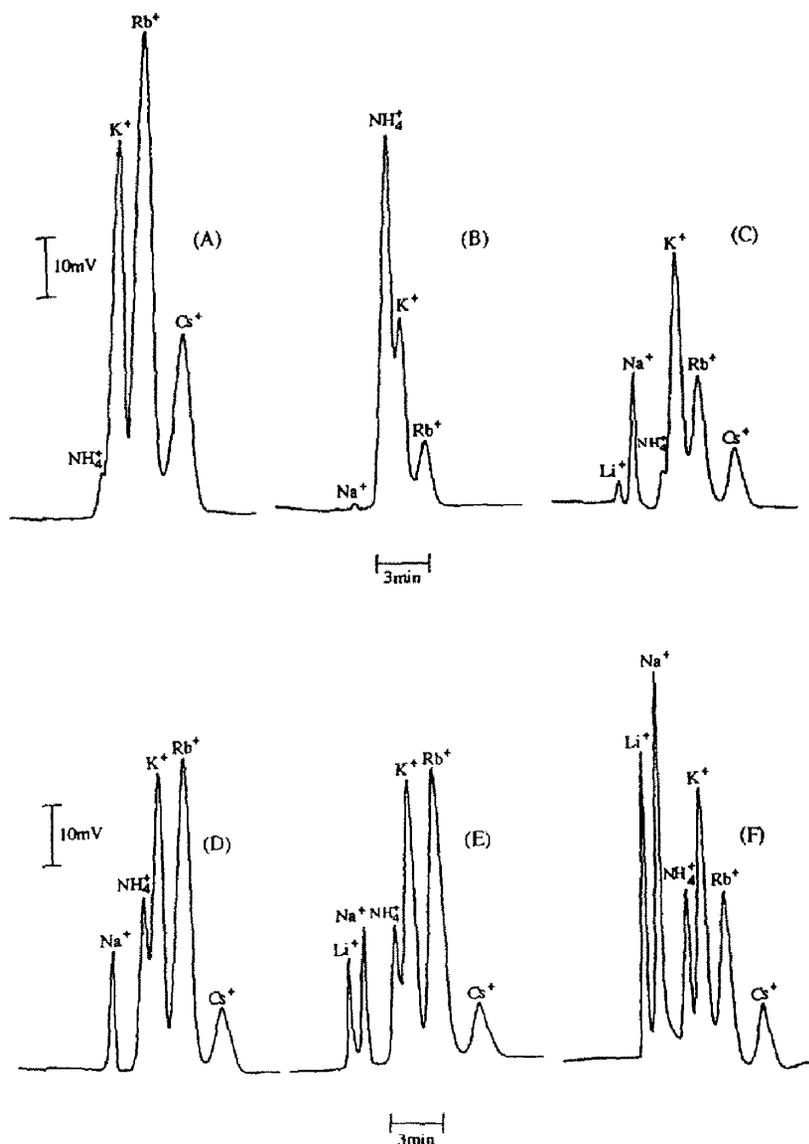 Rb⁺
K⁺
NH₄⁺
Cs⁺
(A)
10mV
NH₄⁺
K⁺
Rb⁺
Na⁺
(B)
K⁺
Na⁺
Rb⁺
NH₄⁺
Li⁺
Cs⁺
(C)
3min
Rb⁺
K⁺
NH₄⁺
Na⁺
Cs⁺
(D)
10mV
K⁺
Rb⁺
Na⁺
NH₄⁺
Li⁺
Cs⁺
(E)
Na⁺
Li⁺
K⁺
NH₄⁺
Rb⁺
Cs⁺
(F)
3min